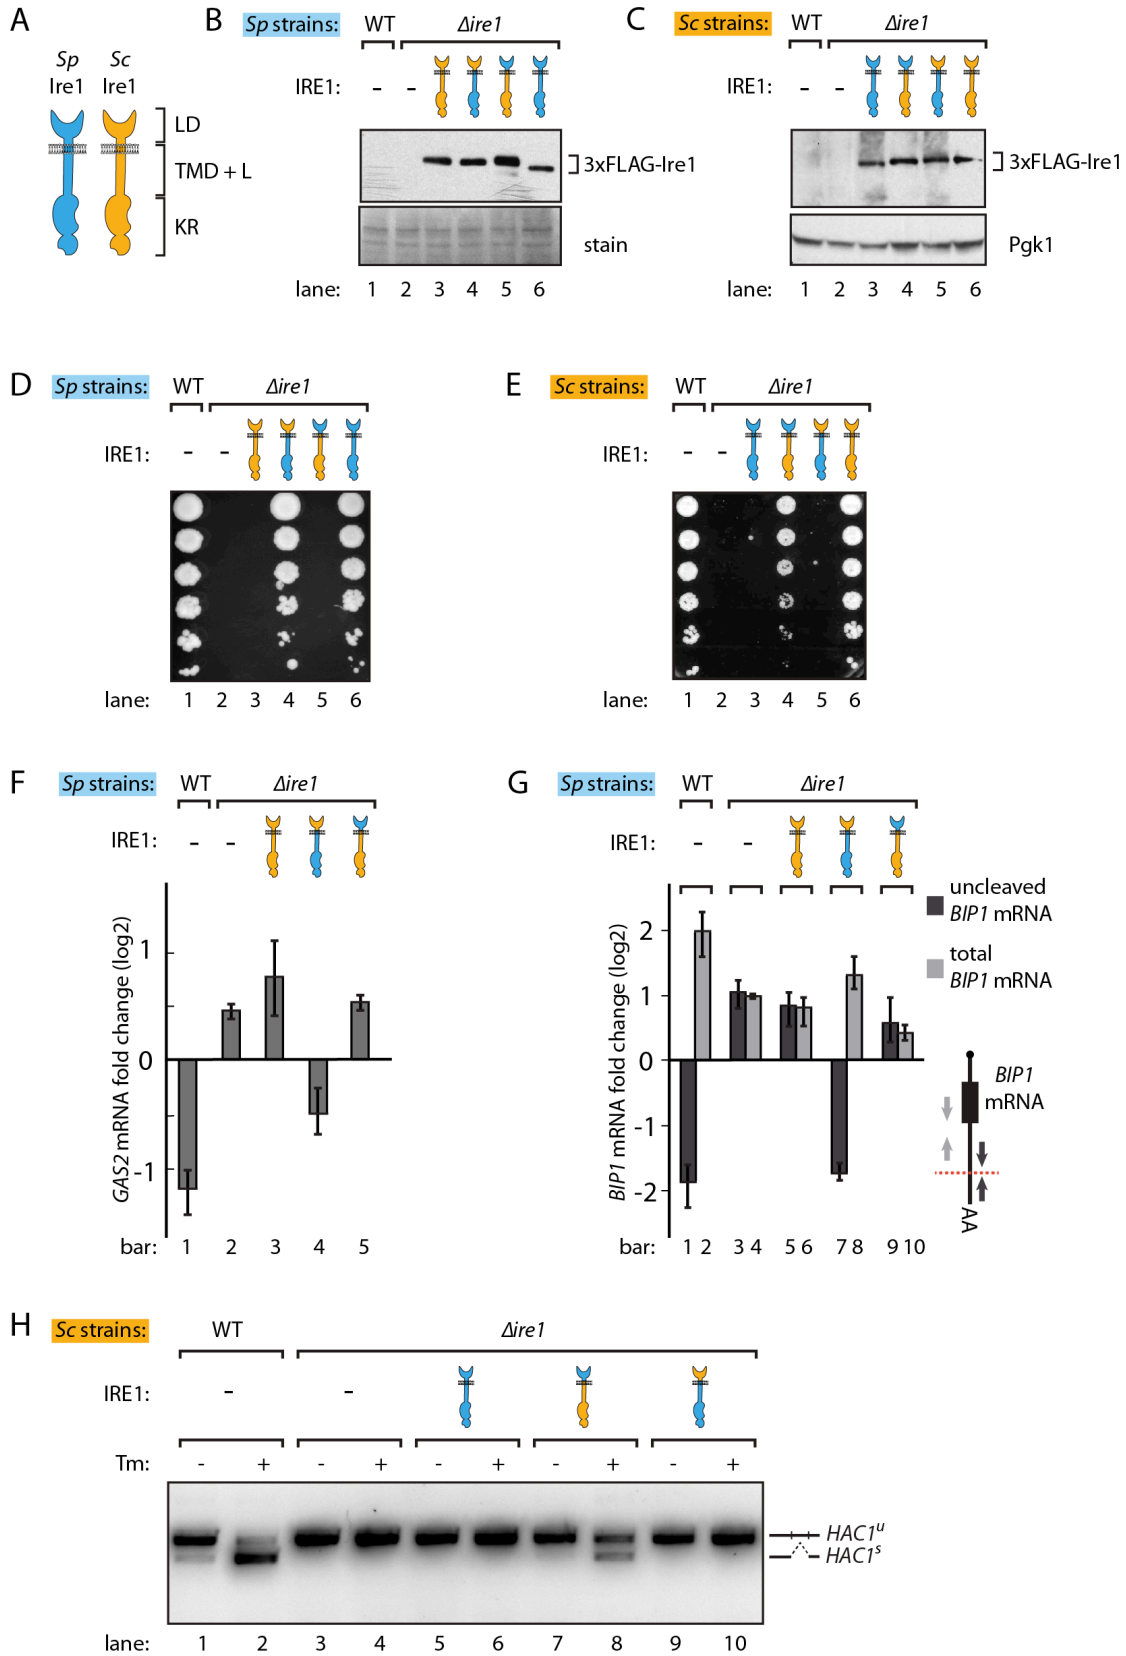 A
Sp Sc
Ire1 Ire1
LD
TMD + L
KR
B
Sp strains: WT Δire1
IRE1: - -
3xFLAG-Ire1
stain
lane: 1 2 3 4 5 6
C
Sc strains: WT Δire1
IRE1: - -
3xFLAG-Ire1
Pgk1
lane: 1 2 3 4 5 6
D
Sp strains: WT Δire1
IRE1: - -
lane: 1 2 3 4 5 6
E
Sc strains: WT Δire1
IRE1: - -
lane: 1 2 3 4 5 6
F
Sp strains: WT Δire1
IRE1: - -
GAS2 mRNA fold change (log2)
1
0
-1
bar: 1 2 3 4 5
G
Sp strains: WT Δire1
IRE1: - -
BIP1 mRNA fold change (log2)
2
1
0
-1
-2
bar: 1 2 3 4 5 6 7 8 9 10
uncleaved
BIP1 mRNA
total
BIP1 mRNA
BIP1
mRNA
AA
H
Sc strains: WT Δire1
IRE1: - -
Tm: - + - + - + - + - +
HAC1ᵘ
HAC1ˢ
lane: 1 2 3 4 5 6 7 8 9 10